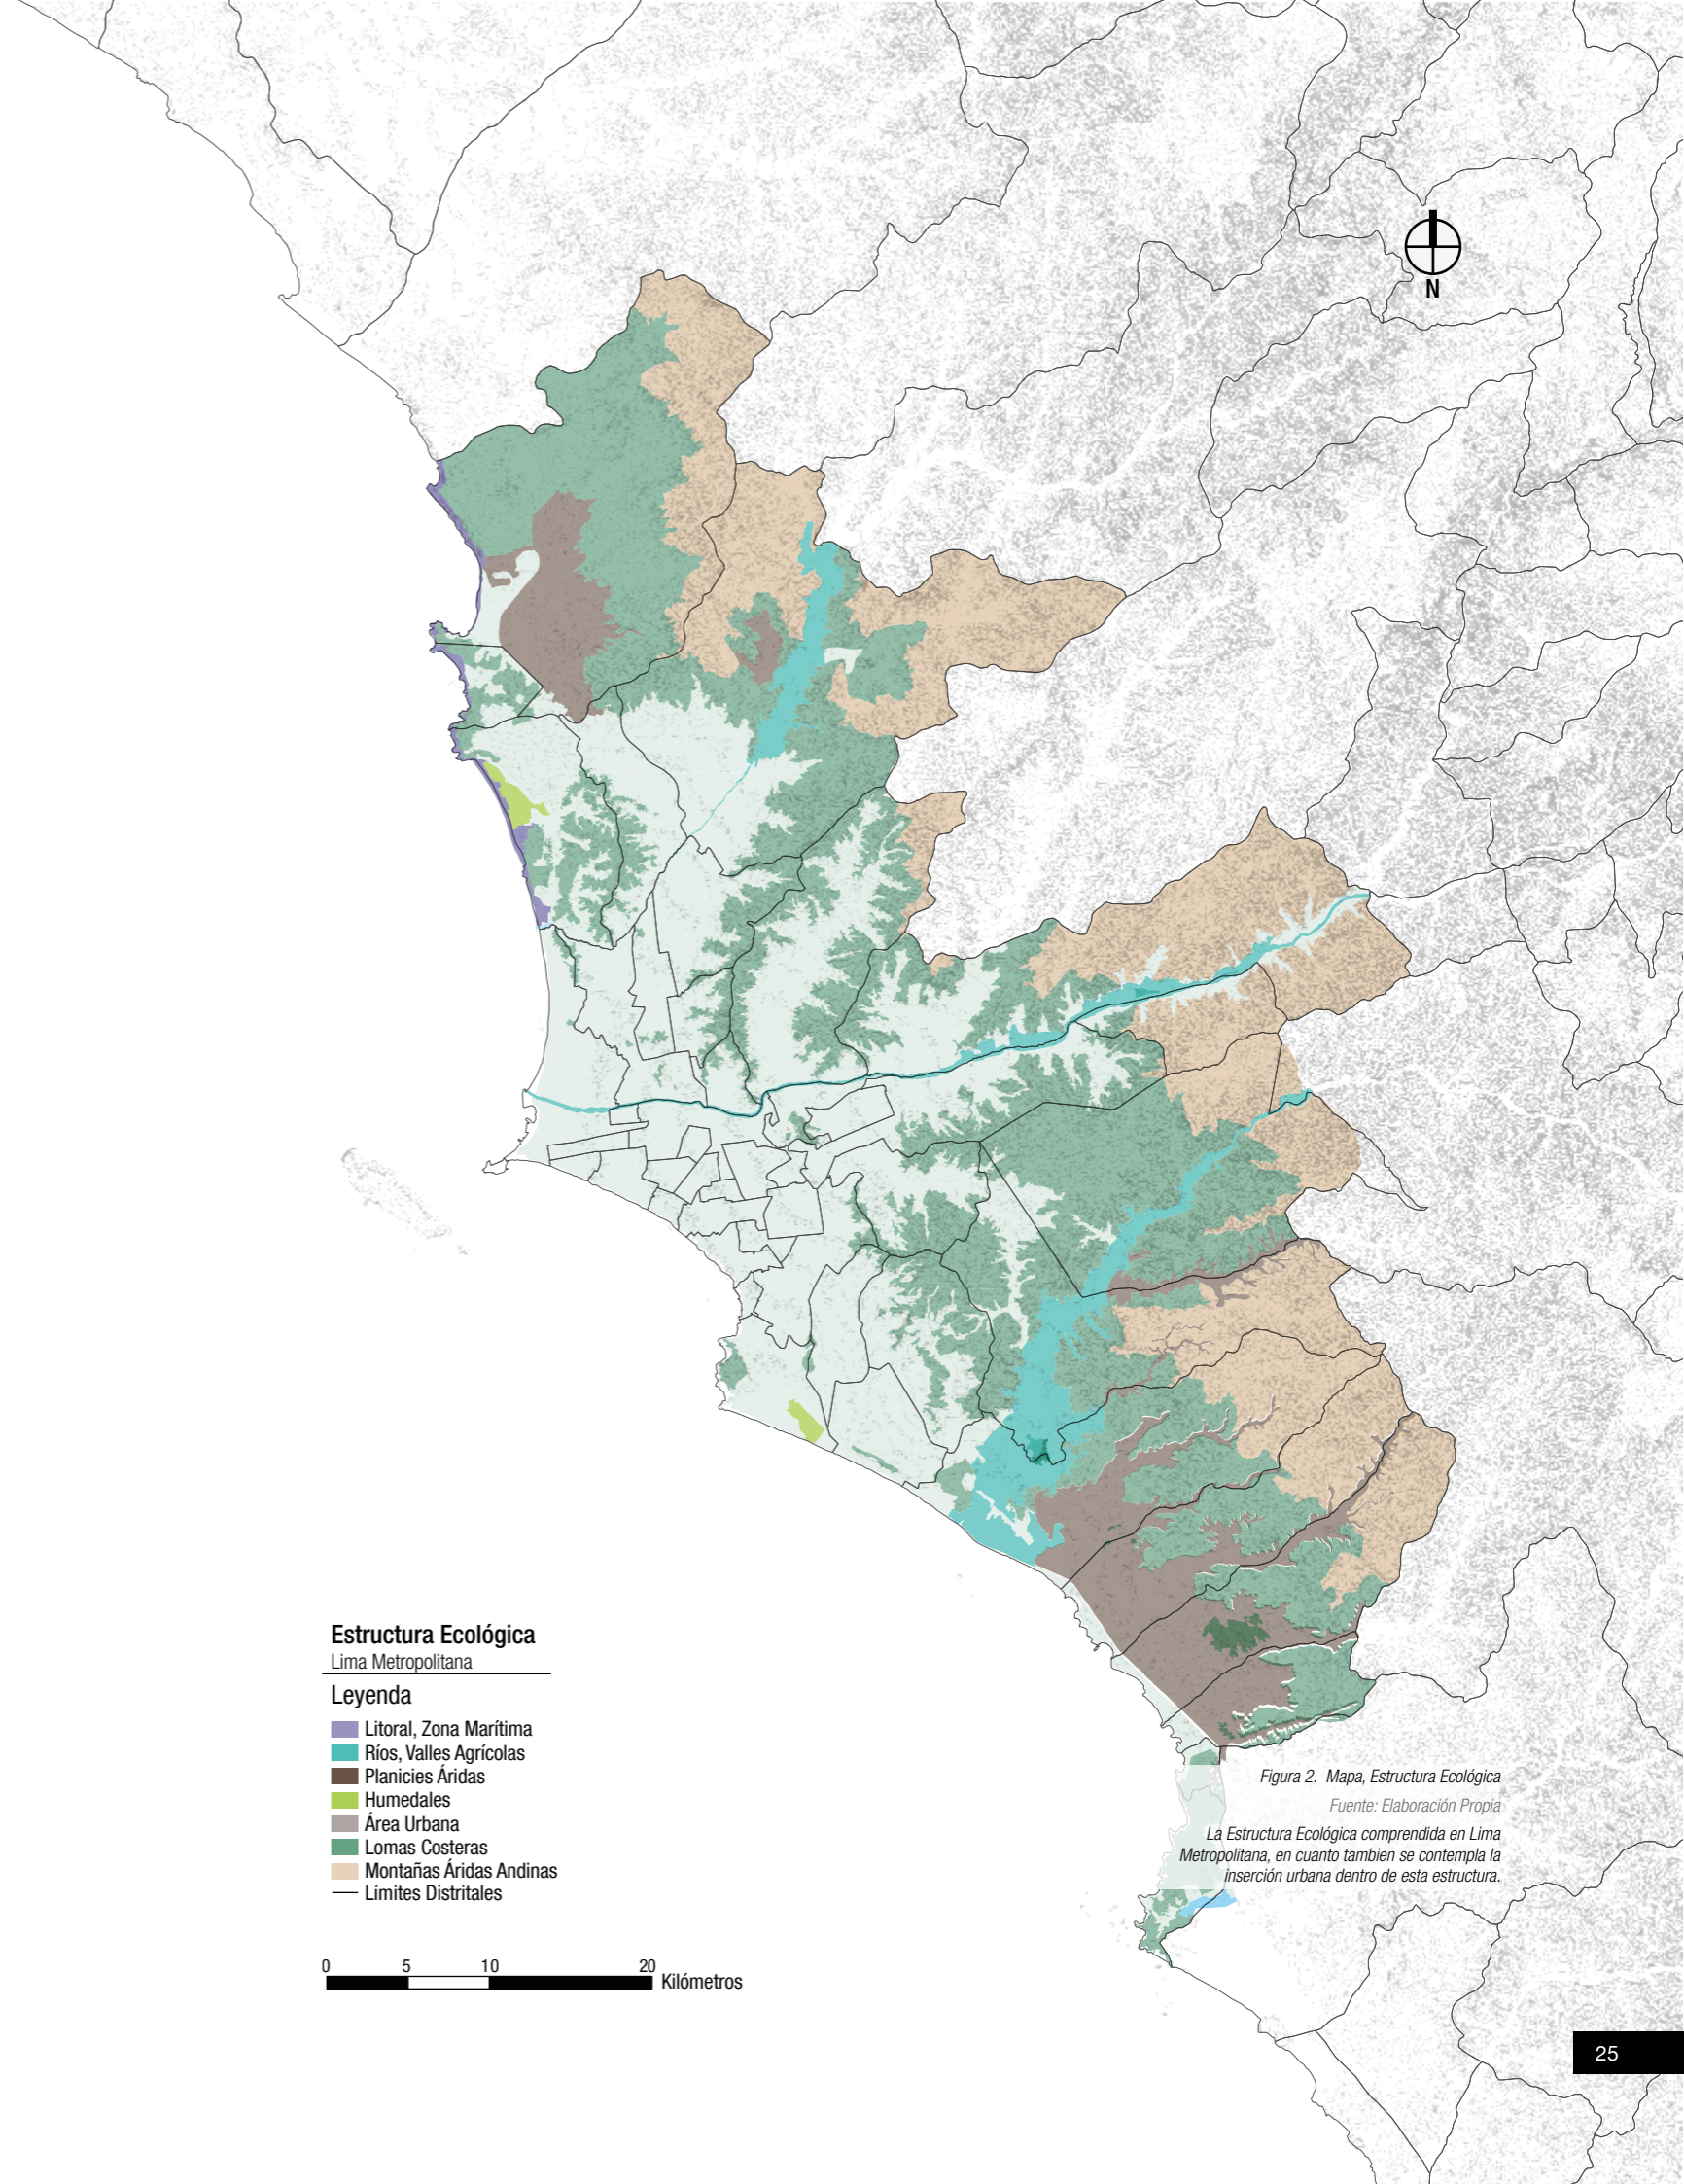 N
Estructura Ecológica
Lima Metropolitana
Leyenda
Litoral, Zona Marítima
Ríos, Valles Agrícolas
Planicies Áridas
Humedales
Área Urbana
Lomas Costeras
Montañas Áridas Andinas
Límites Distritales
0 5 10 20
Kilómetros
Figura 2. Mapa, Estructura Ecológica
Fuente: Elaboración Propia
La Estructura Ecológica comprendida en Lima
Metropolitana, en cuanto tambien se contempla la
inserción urbana dentro de esta estructura.
25